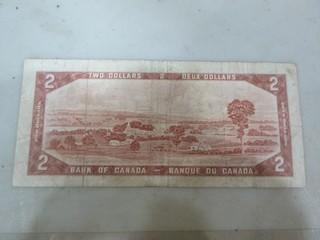 2 TWO DOLLARS 2 DEUX DOLLARS 2
2 BANK OF CANADA – BANQUE DU CANADA 2